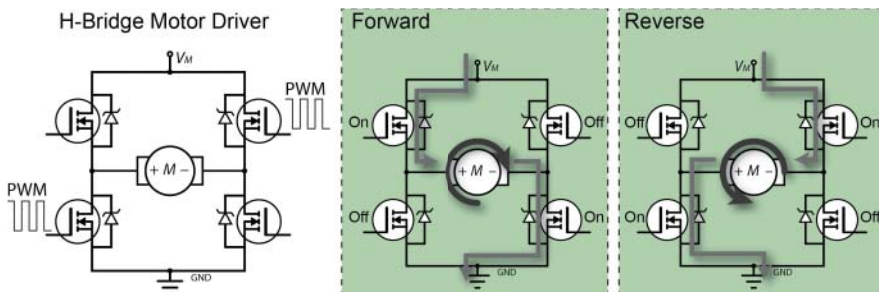 H-Bridge Motor Driver
VM
PWM
+ M -
PWM
GND
Forward
VM
On
Off
+ M -
Off
On
GND
Reverse
VM
Off
On
+ M -
On
Off
GND